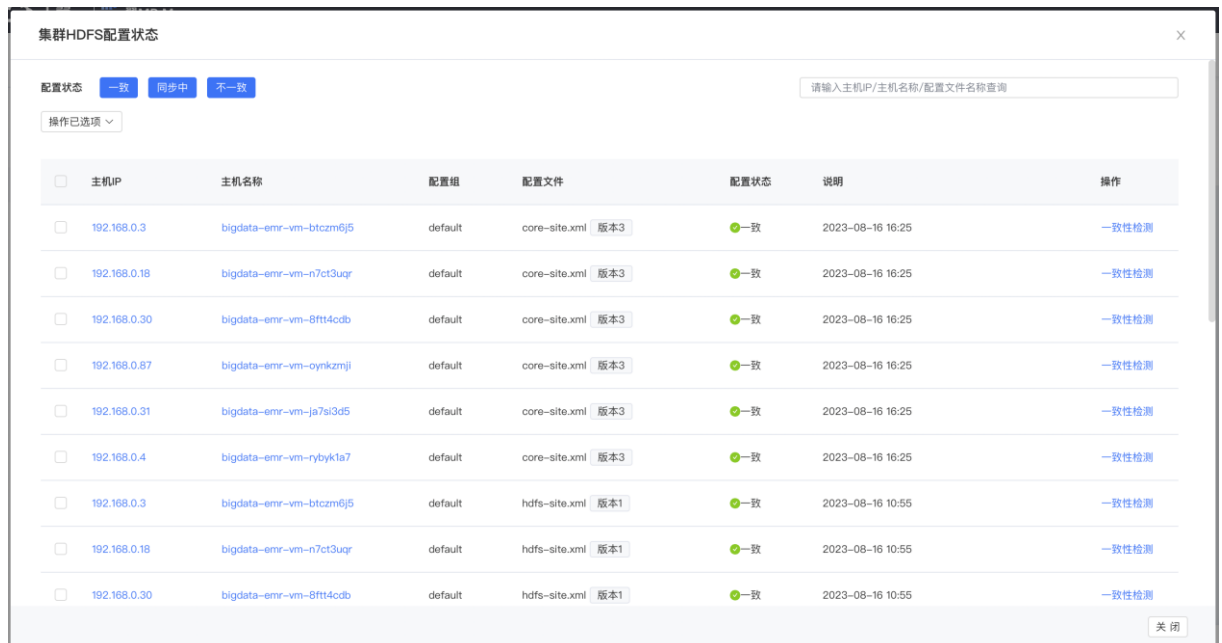 集群HDFS配置状态
配置状态 一致 同步中 不一致 请输入主机IP/主机名称/配置文件名称查询
操作已选项
主机IP 主机名称 配置组 配置文件 配置状态 说明 操作
192.168.0.3 bigdata-emr-vm-btczm6j5 default core-site.xml 版本3 一致 2023-08-16 16:25 一致性检测
192.168.0.18 bigdata-emr-vm-n7ct3uqr default core-site.xml 版本3 一致 2023-08-16 16:25 一致性检测
192.168.0.30 bigdata-emr-vm-8ftt4cdb default core-site.xml 版本3 一致 2023-08-16 16:25 一致性检测
192.168.0.87 bigdata-emr-vm-oynkzmji default core-site.xml 版本3 一致 2023-08-16 16:25 一致性检测
192.168.0.31 bigdata-emr-vm-ja7si3d5 default core-site.xml 版本3 一致 2023-08-16 16:25 一致性检测
192.168.0.4 bigdata-emr-vm-rybyk1a7 default core-site.xml 版本3 一致 2023-08-16 16:25 一致性检测
192.168.0.3 bigdata-emr-vm-btczm6j5 default hdfs-site.xml 版本1 一致 2023-08-16 10:55 一致性检测
192.168.0.18 bigdata-emr-vm-n7ct3uqr default hdfs-site.xml 版本1 一致 2023-08-16 10:55 一致性检测
192.168.0.30 bigdata-emr-vm-8ftt4cdb default hdfs-site.xml 版本1 一致 2023-08-16 10:55 一致性检测
关 闭